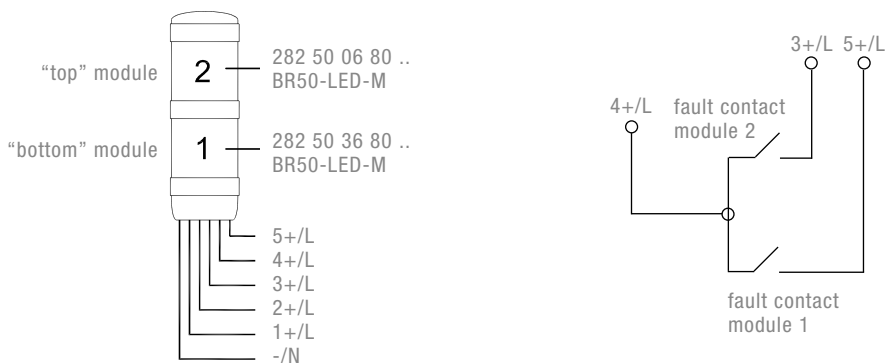 “top” module
2
282 50 06 80 ..
BR50-LED-M
“bottom” module
1
282 50 36 80 ..
BR50-LED-M
5+/L
4+/L
3+/L
2+/L
1+/L
-/N
3+/L 5+/L
4+/L
fault contact
module 2
fault contact
module 1